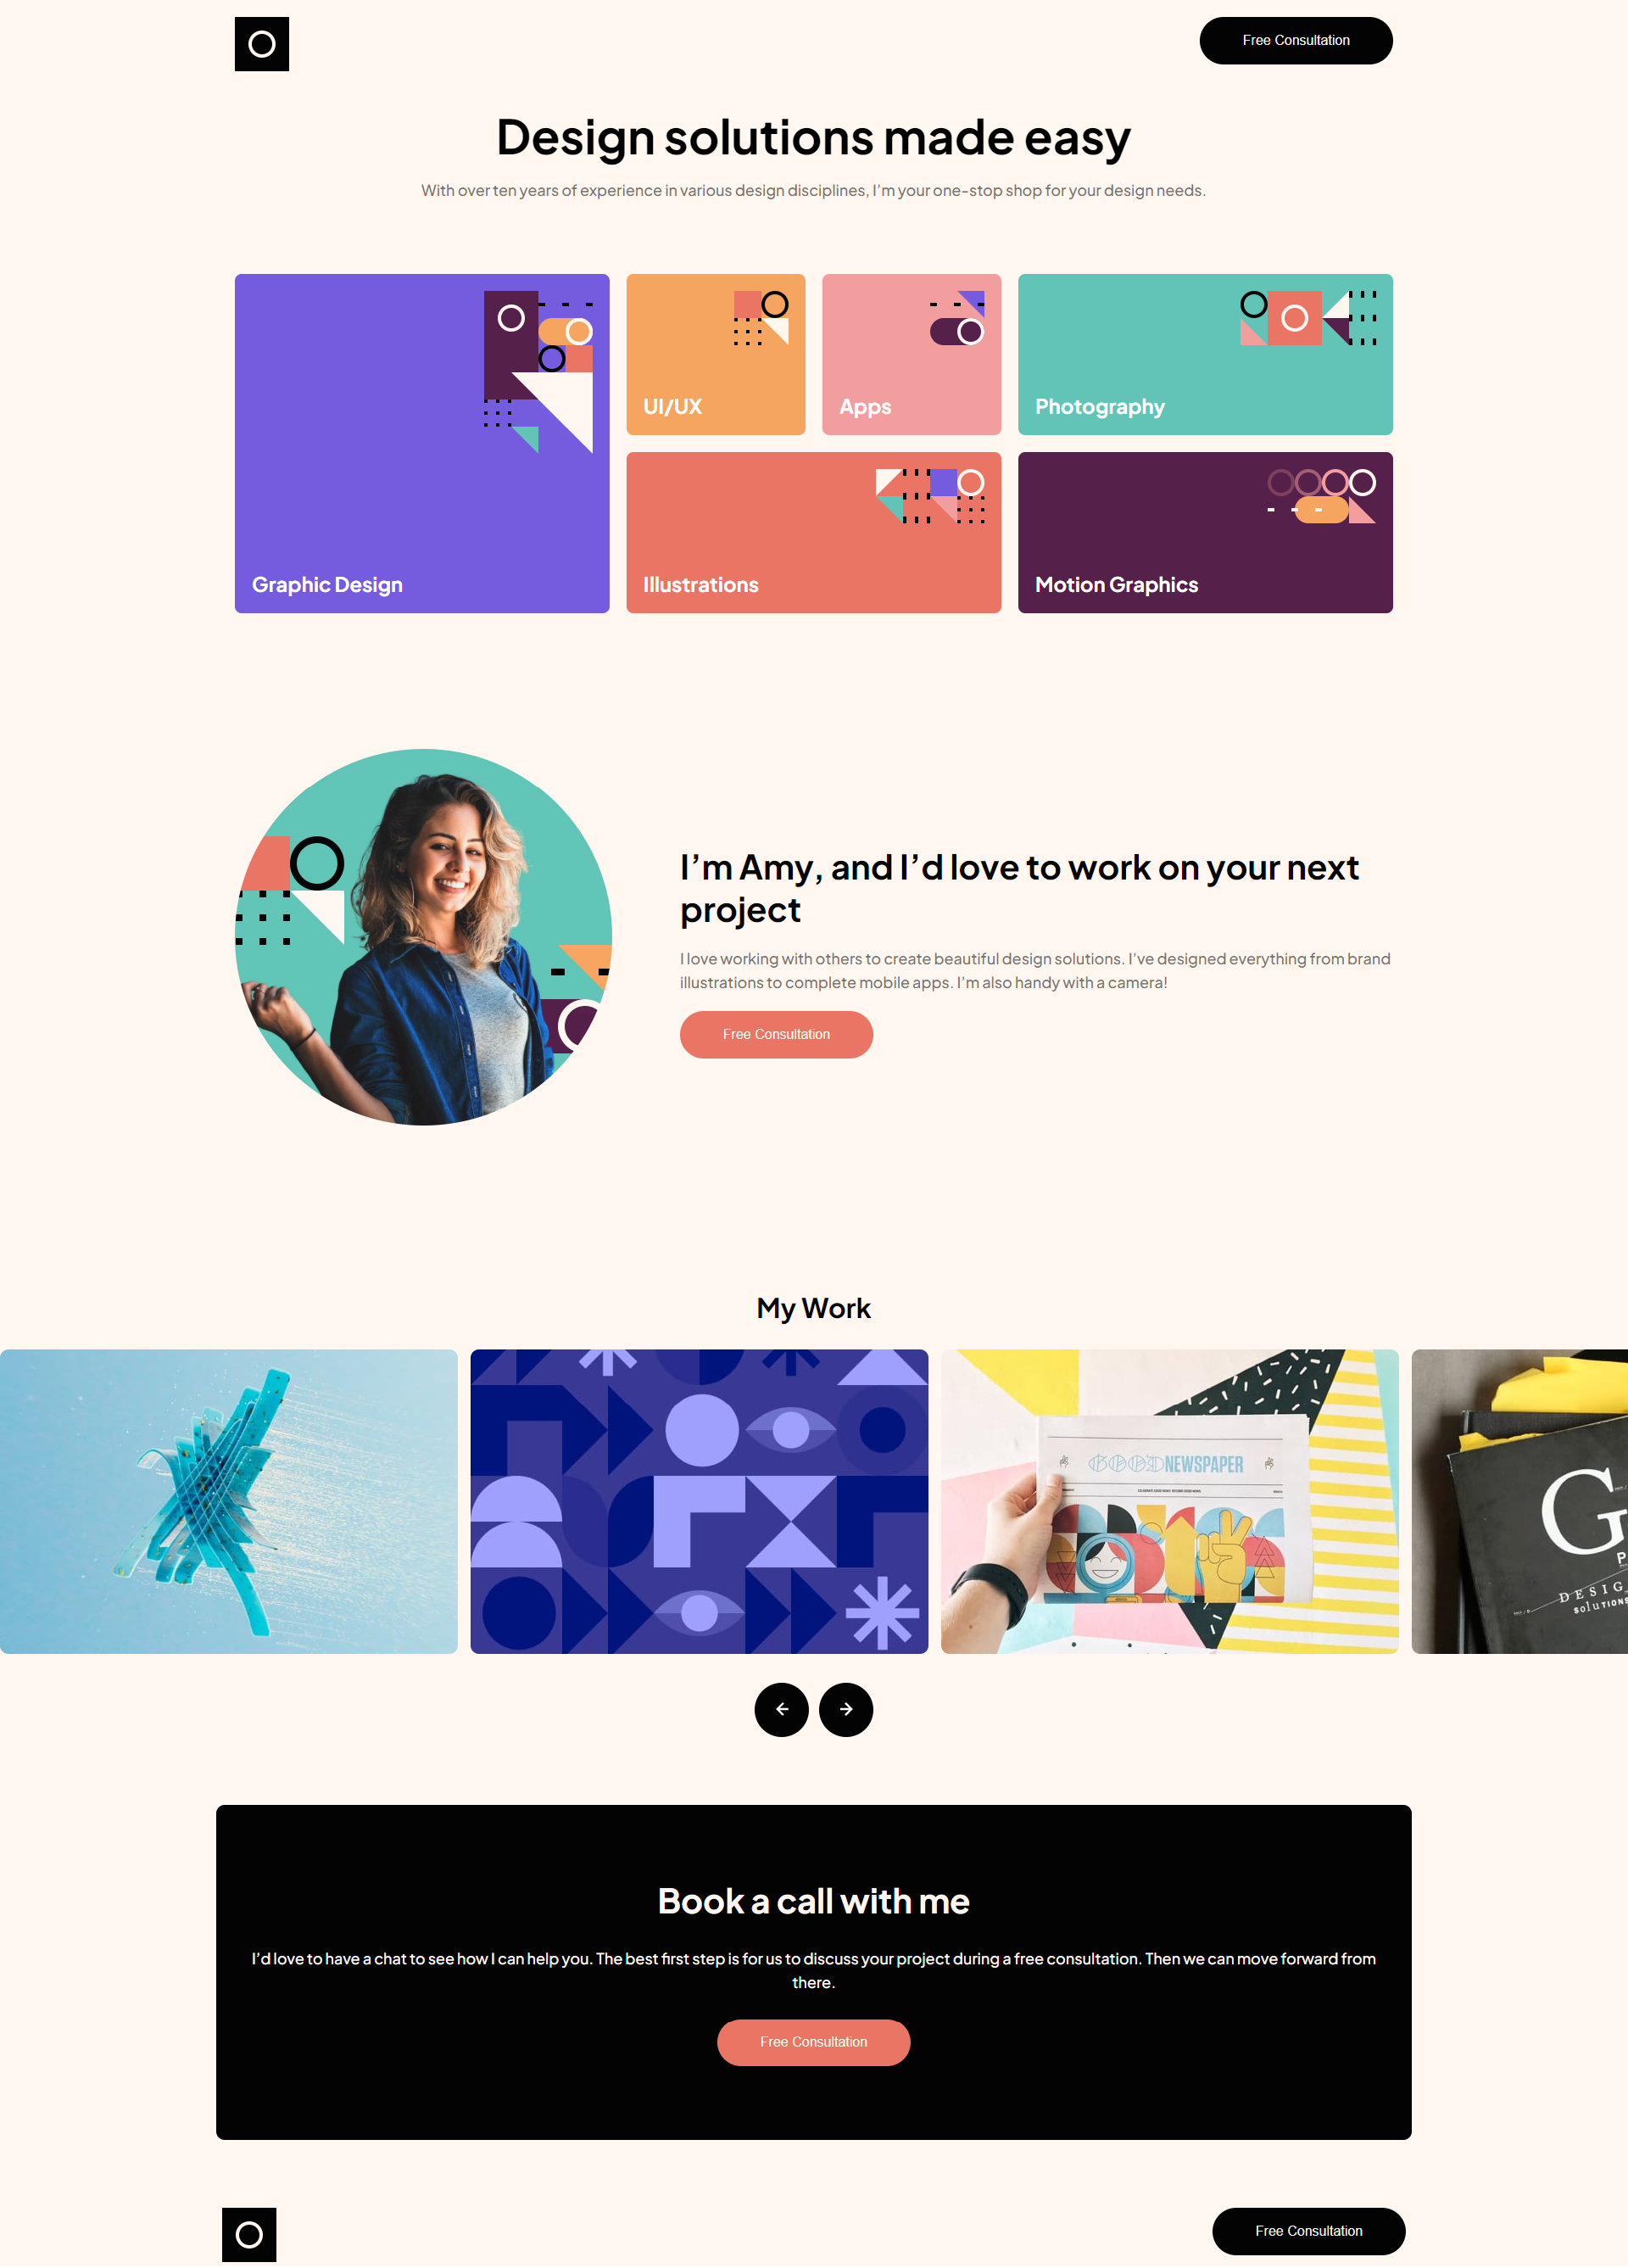 Free Consultation
Design solutions made easy
With over ten years of experience in various design disciplines, I’m your one-stop shop for your design needs.
UI/UX
Apps
Photography
Graphic Design
Illustrations
Motion Graphics
I’m Amy, and I’d love to work on your next
project
I love working with others to create beautiful design solutions. I’ve designed everything from brand
illustrations to complete mobile apps. I’m also handy with a camera!
Free Consultation
My Work
NEWSPAPER
G
DESIG
solutions
Book a call with me
I’d love to have a chat to see how I can help you. The best first step is for us to discuss your project during a free consultation. Then we can move forward from
there.
Free Consultation
Free Consultation